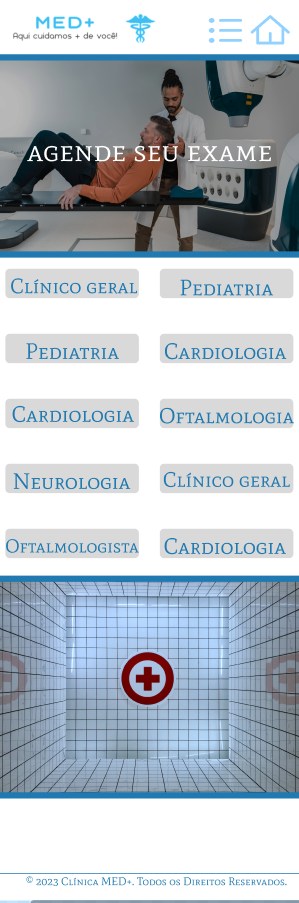 MED+
Aqui cuidamos + de você!
AGENDE SEU EXAME
Clínico geral
Pediatria
Pediatria
Cardiologia
Cardiologia
Oftalmologia
Neurologia
Clínico geral
Oftalmologista
Cardiologia
© 2023 Clínica MED+. Todos os Direitos Reservados.